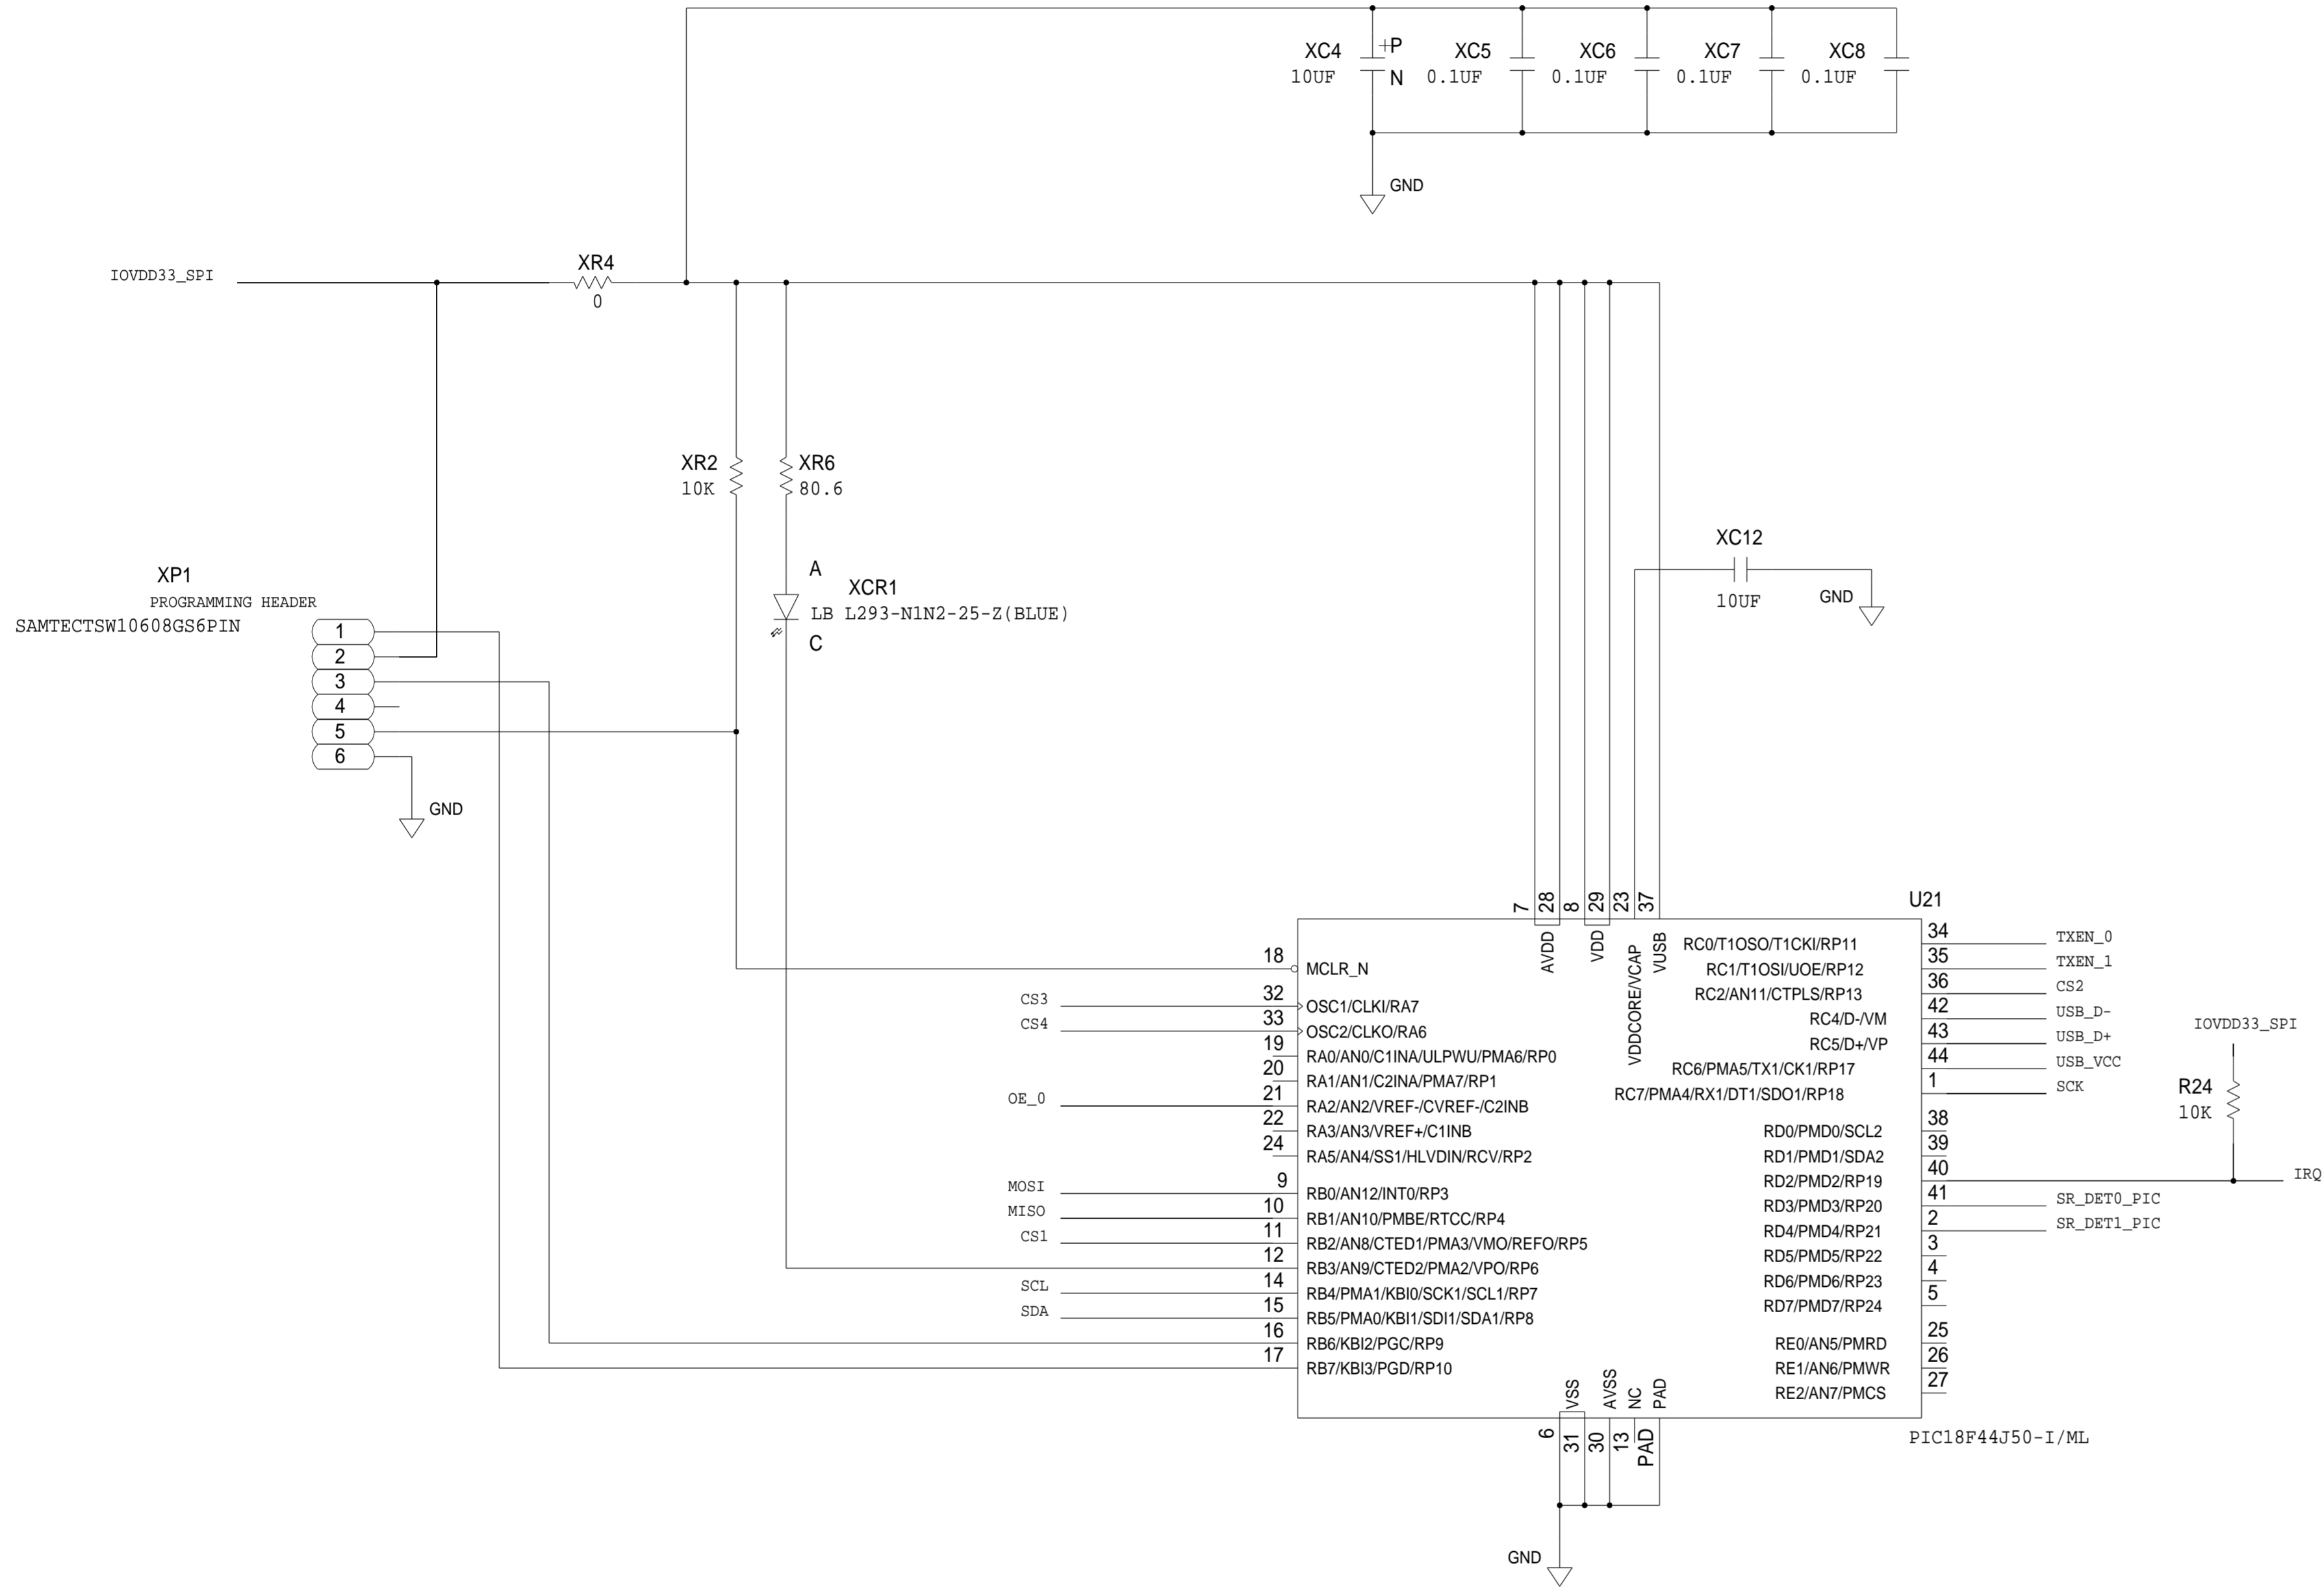 XC4 +P XC5 XC6 XC7 XC8
10UF N 0.1UF 0.1UF 0.1UF 0.1UF
GND
IOVDD33_SPI
XR4
0
XR2
10K
XR6
80.6
A
XCR1
LB L293-N1N2-25-Z(BLUE)
C
XC12
10UF
GND
XP1
PROGRAMMING HEADER
SAMTECTSW10608GS6PIN
1
2
3
4
5
6
GND
U21
7 28 8 29 23 37
AVDD VDD VDDCORE/VCAP VUSB
18 MCLR_N
CS3 32 OSC1/CLKI/RA7
CS4 33 OSC2/CLKO/RA6
19 RA0/AN0/C1INA/ULPWU/PMA6/RP0
20 RA1/AN1/C2INA/PMA7/RP1
OE_0 21 RA2/AN2/VREF-/CVREF-/C2INB
22 RA3/AN3/VREF+/C1INB
24 RA5/AN4/SS1/HLVDIN/RCV/RP2
MOSI 9 RB0/AN12/INT0/RP3
MISO 10 RB1/AN10/PMBE/RTCC/RP4
CS1 11 RB2/AN8/CTED1/PMA3/VMO/REFO/RP5
12 RB3/AN9/CTED2/PMA2/VPO/RP6
SCL 14 RB4/PMA1/KBI0/SCK1/SCL1/RP7
SDA 15 RB5/PMA0/KBI1/SDI1/SDA1/RP8
16 RB6/KBI2/PGC/RP9
17 RB7/KBI3/PGD/RP10
RC0/T1OSO/T1CKI/RP11 34 TXEN_0
RC1/T1OSI/UOE/RP12 35 TXEN_1
RC2/AN11/CTPLS/RP13 36 CS2
RC4/D-/VM 42 USB_D-
RC5/D+/VP 43 USB_D+
RC6/PMA5/TX1/CK1/RP17 44 USB_VCC
RC7/PMA4/RX1/DT1/SDO1/RP18 1 SCK
RD0/PMD0/SCL2 38
RD1/PMD1/SDA2 39
RD2/PMD2/RP19 40 IRQ
RD3/PMD3/RP20 41 SR_DET0_PIC
RD4/PMD4/RP21 2 SR_DET1_PIC
RD5/PMD5/RP22 3
RD6/PMD6/RP23 4
RD7/PMD7/RP24 5
RE0/AN5/PMRD 25
RE1/AN6/PMWR 26
RE2/AN7/PMCS 27
IOVDD33_SPI
R24
10K
VSS AVSS NC PAD
6 31 30 13 PAD
PIC18F44J50-I/ML
GND